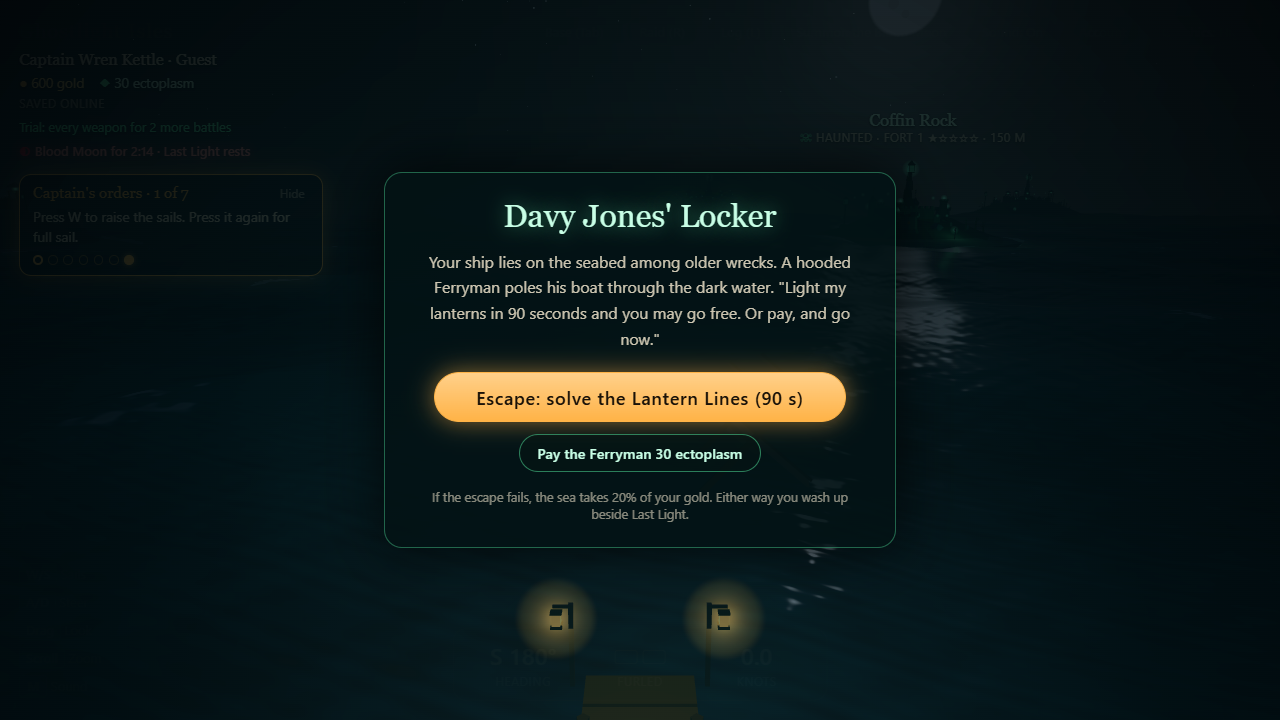 Captain Wren Kettle · Guest
● 600 gold ◆ 30 ectoplasm
SAVED ONLINE
Trial: every weapon for 2 more battles
Blood Moon for 2:14 · Last Light rests
Captain's orders · 1 of 7 Hide
Press W to raise the sails. Press it again for
full sail.
Coffin Rock
HAUNTED · FORT 1 ★☆☆☆☆ · 150 M
Davy Jones' Locker
Your ship lies on the seabed among older wrecks. A hooded
Ferryman poles his boat through the dark water. "Light my
lanterns in 90 seconds and you may go free. Or pay, and go
now."
Escape: solve the Lantern Lines (90 s)
Pay the Ferryman 30 ectoplasm
If the escape fails, the sea takes 20% of your gold. Either way you wash up
beside Last Light.
S 180 0.0